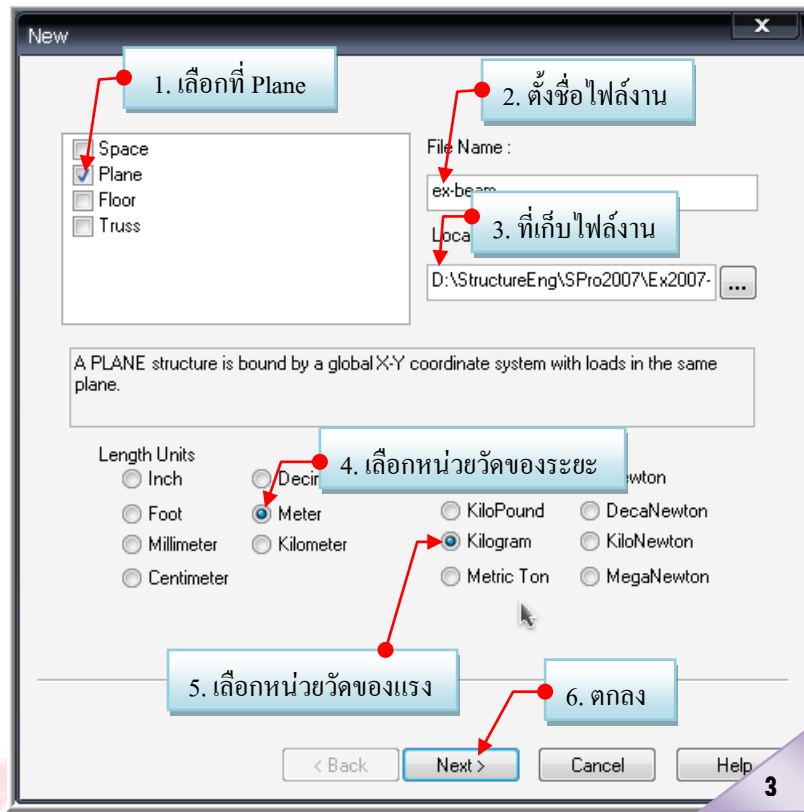 New
x
1. เลือกที่ Plane
2. ตั้งชื่อไฟล์งาน
Space
Plane
Floor
Truss
File Name :
ex-beam
3. ที่เก็บไฟล์งาน
D:\StructureEng\SPro2007\Ex2007-
...
A PLANE structure is bound by a global X-Y coordinate system with loads in the same
plane.
Length Units
4. เลือกหน่วยวัดของระยะ
Inch
Foot
Meter
KiloPound
DecaNewton
Millimeter
Kilometer
Kilogram
KiloNewton
Centimeter
Metric Ton
MegaNewton
5. เลือกหน่วยวัดของแรง
6. ตกลง
< Back
Next >
Cancel
Help
3